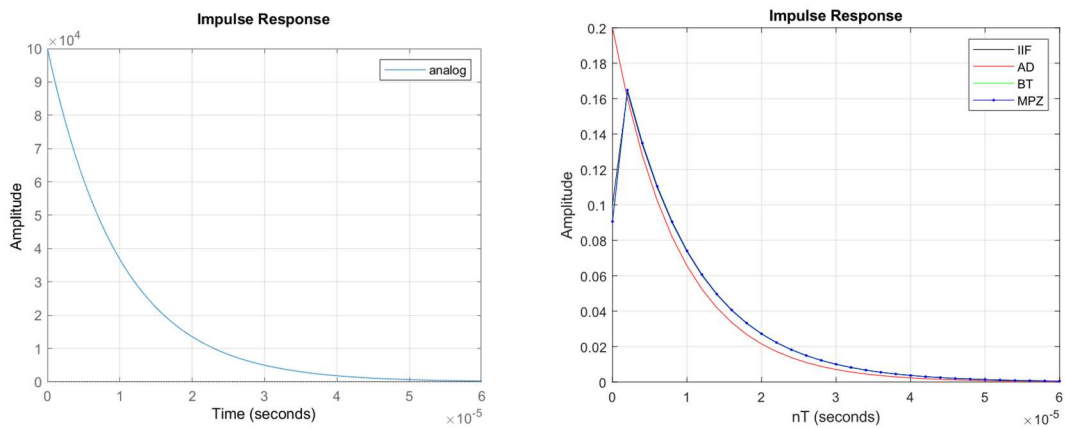 Impulse Response
×10⁴
10
9
8
7
6
5
4
3
2
1
0
Amplitude
analog
0 1 2 3 4 5 6
Time (seconds)
×10⁻⁵
Impulse Response
0.2
0.18
0.16
0.14
0.12
0.1
0.08
0.06
0.04
0.02
0
Amplitude
IIF
AD
BT
MPZ
0 1 2 3 4 5 6
nT (seconds)
×10⁻⁵